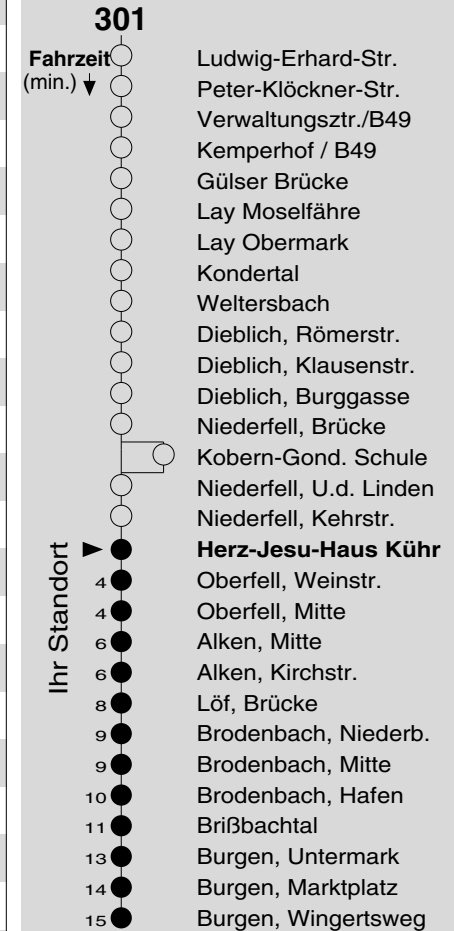 301
Fahrzeit
(min.)
Ludwig-Erhard-Str.
Peter-Klöckner-Str.
Verwaltungsztr./B49
Kemperhof / B49
Gülser Brücke
Lay Moselfähre
Lay Obermark
Kondertal
Weltersbach
Dieblich, Römerstr.
Dieblich, Klausenstr.
Dieblich, Burggasse
Niederfell, Brücke
Kobern-Gond. Schule
Niederfell, U.d. Linden
Niederfell, Kehrstr.
Ihr Standort
Herz-Jesu-Haus Kühr
4 Oberfell, Weinstr.
4 Oberfell, Mitte
6 Alken, Mitte
6 Alken, Kirchstr.
8 Löf, Brücke
9 Brodenbach, Niederb.
9 Brodenbach, Mitte
10 Brodenbach, Hafen
11 Brißbachtal
13 Burgen, Untermark
14 Burgen, Marktplatz
15 Burgen, Wingertsweg